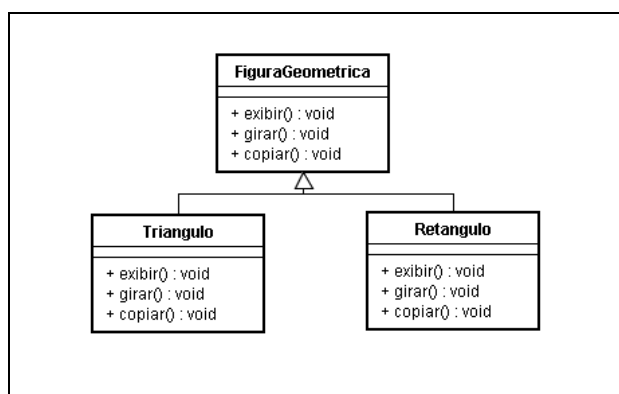 FiguraGeometrica
+ exibir() : void
+ girar() : void
+ copiar() : void
Triangulo
+ exibir() : void
+ girar() : void
+ copiar() : void
Retangulo
+ exibir() : void
+ girar() : void
+ copiar() : void